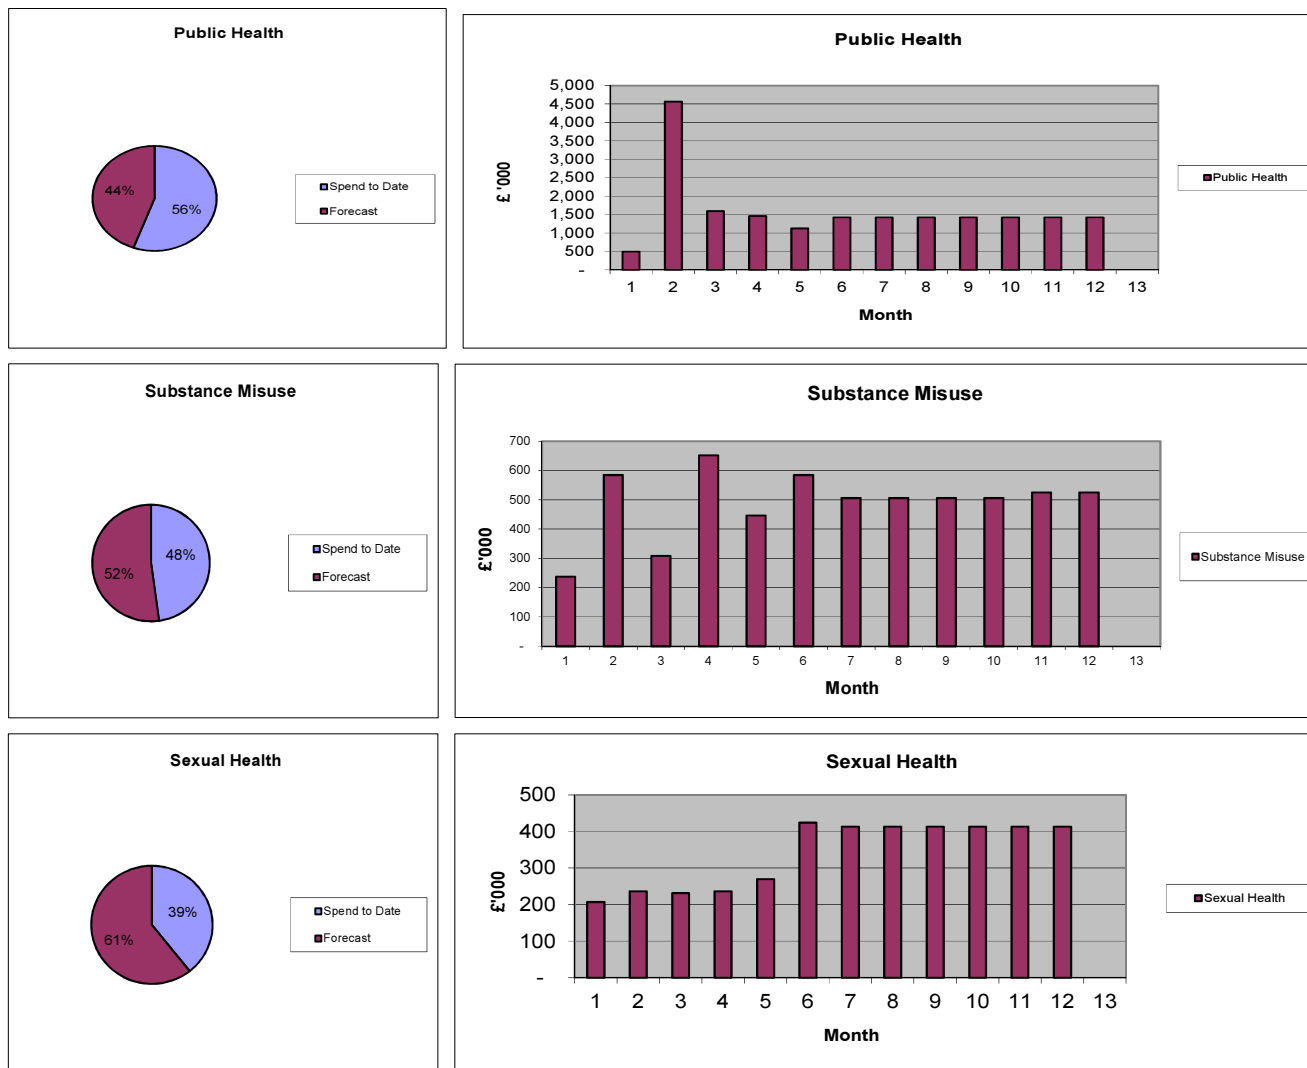 Public Health
44%
56%
Spend to Date
Forecast
Public Health
£ '000
5,000
4,500
4,000
3,500
3,000
2,500
2,000
1,500
1,000
500
-
1 2 3 4 5 6 7 8 9 10 11 12 13
Month
Public Health
Substance Misuse
48%
52%
Spend to Date
Forecast
Substance Misuse
£'000
700
600
500
400
300
200
100
-
1 2 3 4 5 6 7 8 9 10 11 12 13
Month
Substance Misuse
Sexual Health
39%
61%
Spend to Date
Forecast
Sexual Health
£'000
500
400
300
200
100
-
1 2 3 4 5 6 7 8 9 10 11 12 13
Month
Sexual Health